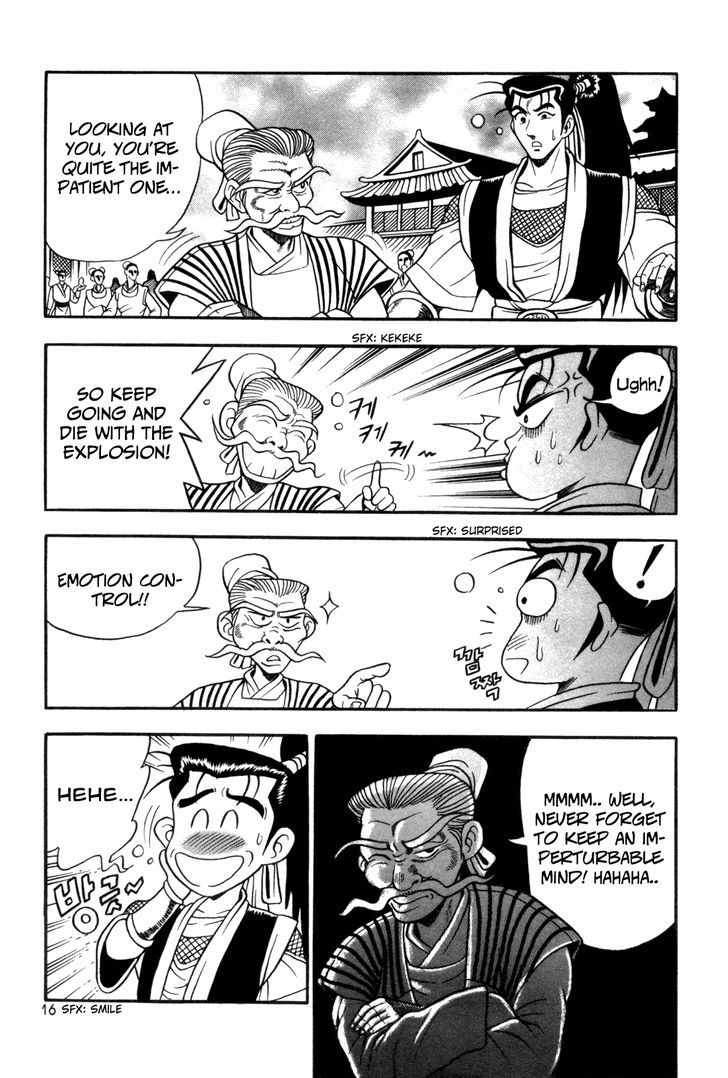 LOOKING AT
YOU, YOU'RE
QUITE THE IM-
PATIENT ONE...
SFX: KEKEKE
SO KEEP
GOING AND
DIE WITH THE
EXPLOSION!
케
케
케~
Ughh!
SFX: SURPRISED
EMOTION CON-
TROL!!
깜
짝
!
HEHE...
방긋~
MMMM.. WELL,
NEVER FORGET
TO KEEP AN IM-
PERTURBABLE
MIND! HAHAHA..
16 SFX: SMILE